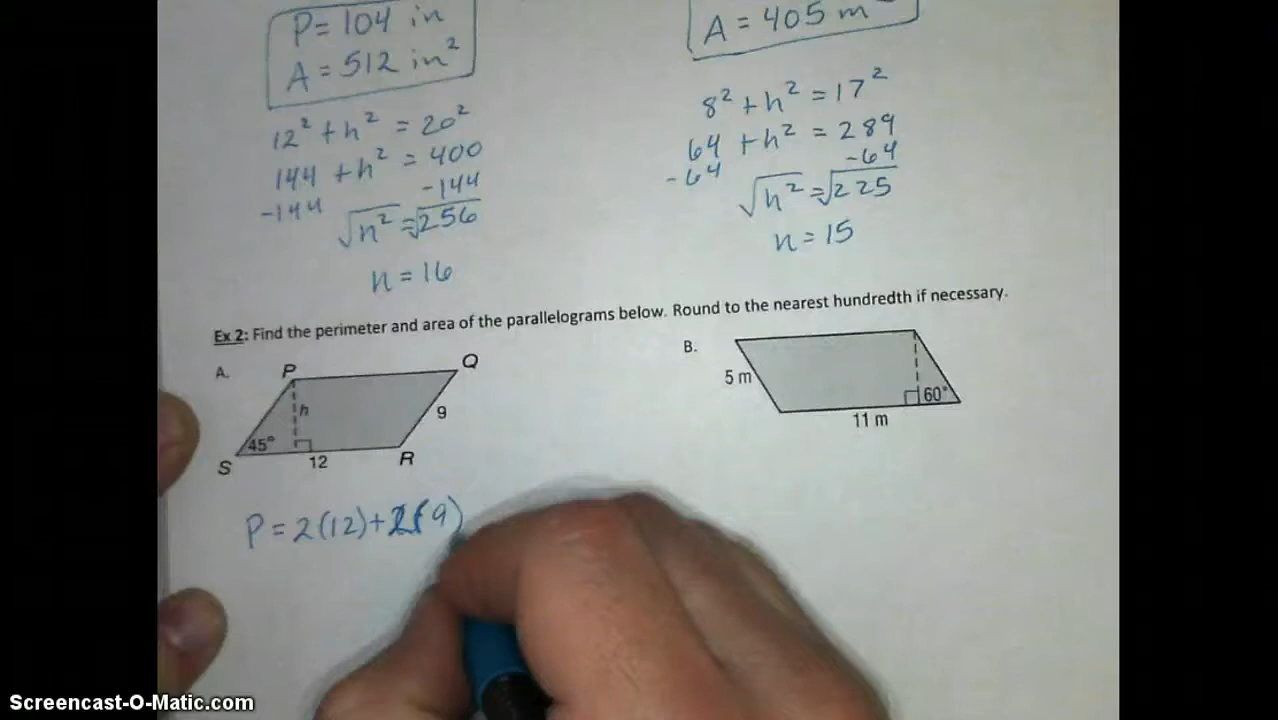 P = 104 in
A = 512 in²
12² + h² = 20²
144 + h² = 400
-144 -144
√h² = √256
h = 16
A = 405 m
8² + h² = 17²
64 + h² = 289
-64 -64
√h² = √225
h = 15
Ex 2: Find the perimeter and area of the parallelograms below. Round to the nearest hundredth if necessary.
A.
P
Q
h
9
45°
S
12
R
P = 2(12) + 2(9)
B.
5 m
60°
11 m
Screencast-O-Matic.com